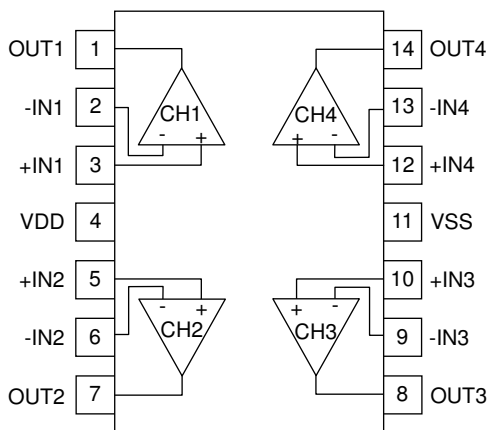 OUT1 1 14 OUT4
-IN1 2 13 -IN4
CH1 CH4
- + + -
+IN1 3 12 +IN4
VDD 4 11 VSS
+IN2 5 10 +IN3
- + + -
-IN2 6 CH2 CH3 9 -IN3
OUT2 7 8 OUT3